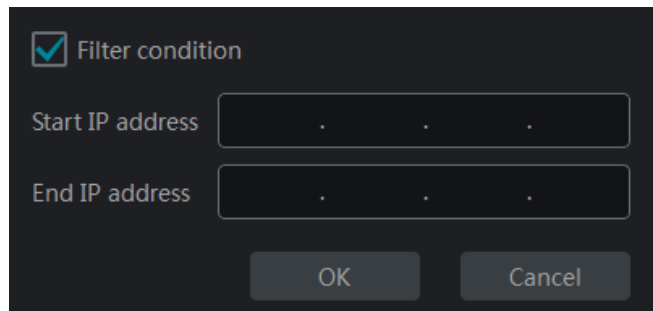 Filter condition
Start IP address . . .
End IP address . . .
OK Cancel